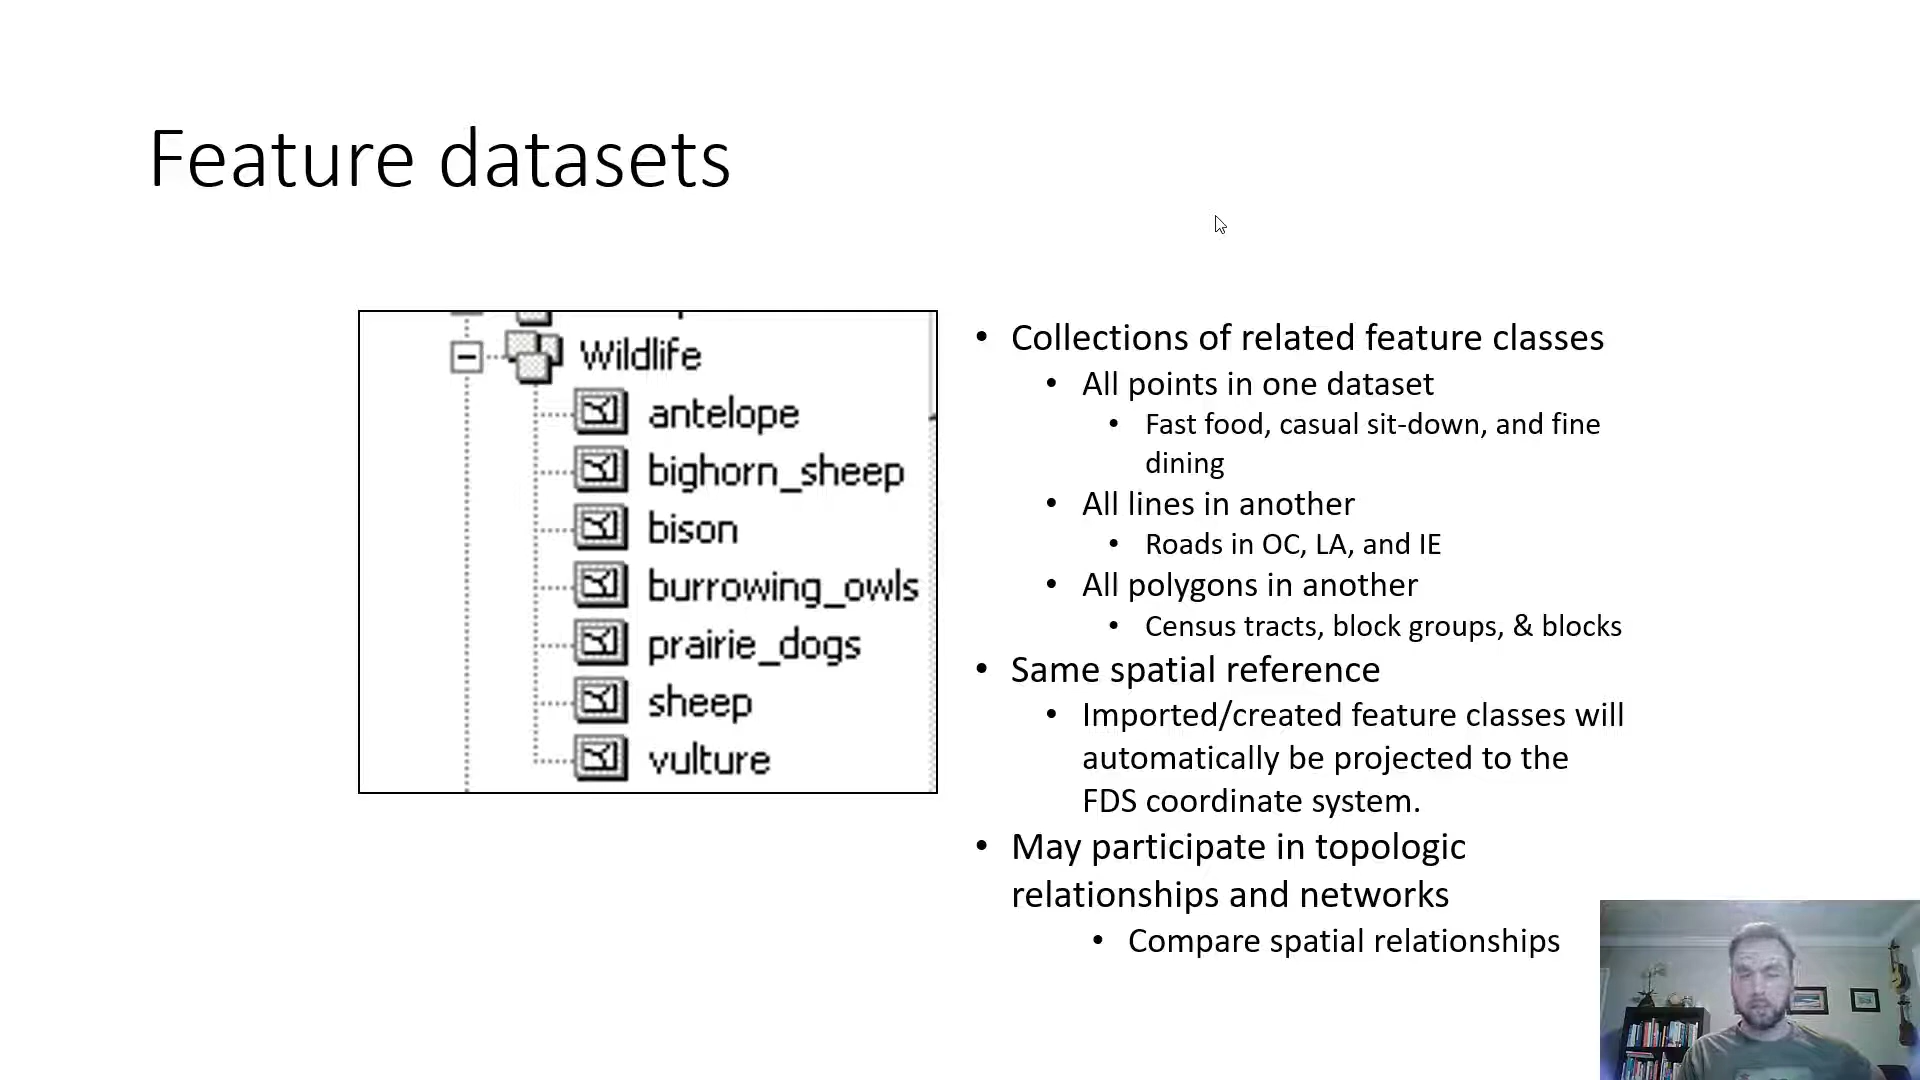 Feature datasets
Wildlife
antelope
bighorn_sheep
bison
burrowing_owls
prairie_dogs
sheep
vulture
• Collections of related feature classes
• All points in one dataset
• Fast food, casual sit-down, and fine
dining
• All lines in another
• Roads in OC, LA, and IE
• All polygons in another
• Census tracts, block groups, & blocks
• Same spatial reference
• Imported/created feature classes will
automatically be projected to the
FDS coordinate system.
• May participate in topologic
relationships and networks
• Compare spatial relationships